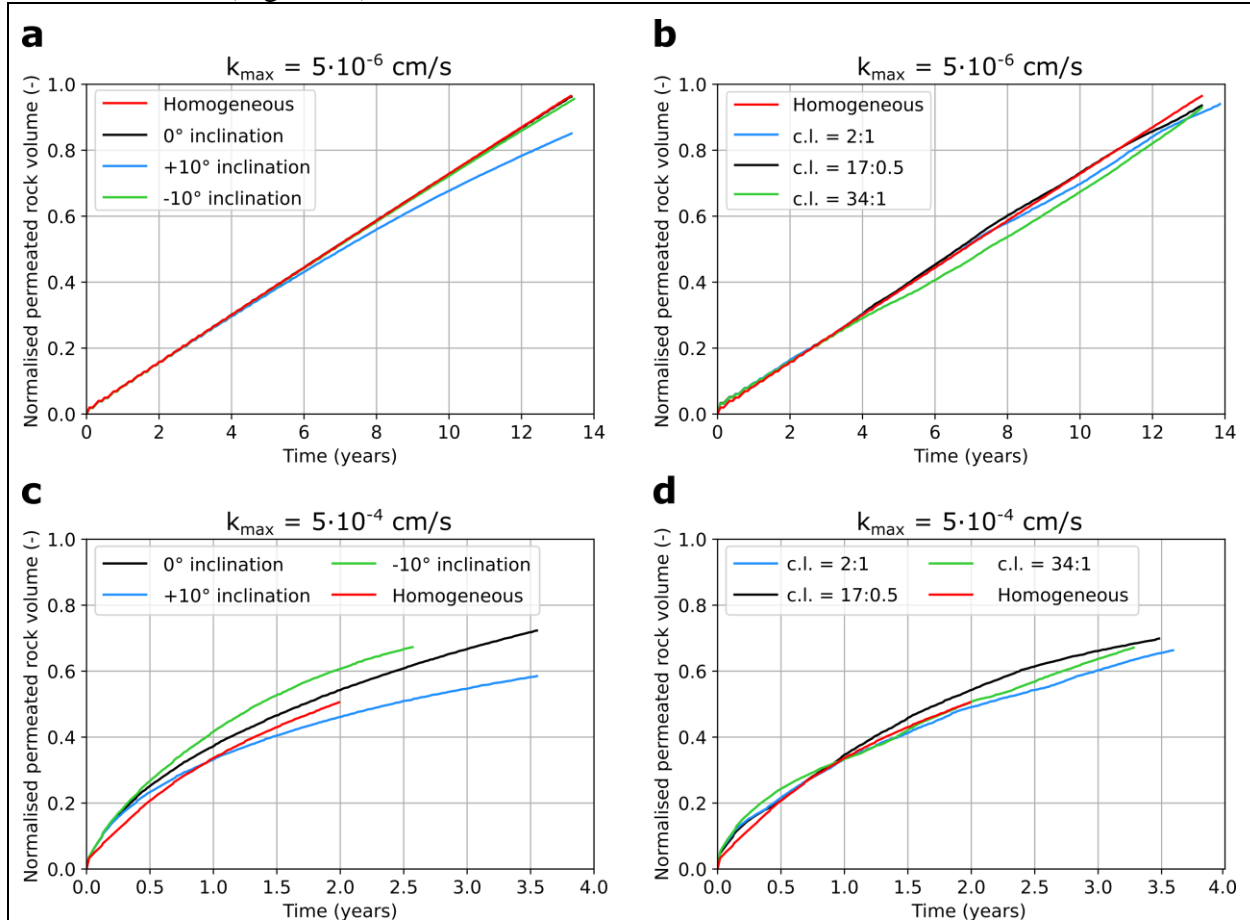 a
k_max = 5·10^-6 cm/s
Normalised permeated rock volume (-)
1.0
0.8
0.6
0.4
0.2
0.0
Homogeneous
0° inclination
+10° inclination
-10° inclination
0 2 4 6 8 10 12 14
Time (years)
b
k_max = 5·10^-6 cm/s
Normalised permeated rock volume (-)
1.0
0.8
0.6
0.4
0.2
0.0
Homogeneous
c.l. = 2:1
c.l. = 17:0.5
c.l. = 34:1
0 2 4 6 8 10 12 14
Time (years)
c
k_max = 5·10^-4 cm/s
Normalised permeated rock volume (-)
1.0
0.8
0.6
0.4
0.2
0.0
0° inclination -10° inclination
+10° inclination Homogeneous
0.0 0.5 1.0 1.5 2.0 2.5 3.0 3.5 4.0
Time (years)
d
k_max = 5·10^-4 cm/s
Normalised permeated rock volume (-)
1.0
0.8
0.6
0.4
0.2
0.0
c.l. = 2:1 c.l. = 34:1
c.l. = 17:0.5 Homogeneous
0.0 0.5 1.0 1.5 2.0 2.5 3.0 3.5 4.0
Time (years)